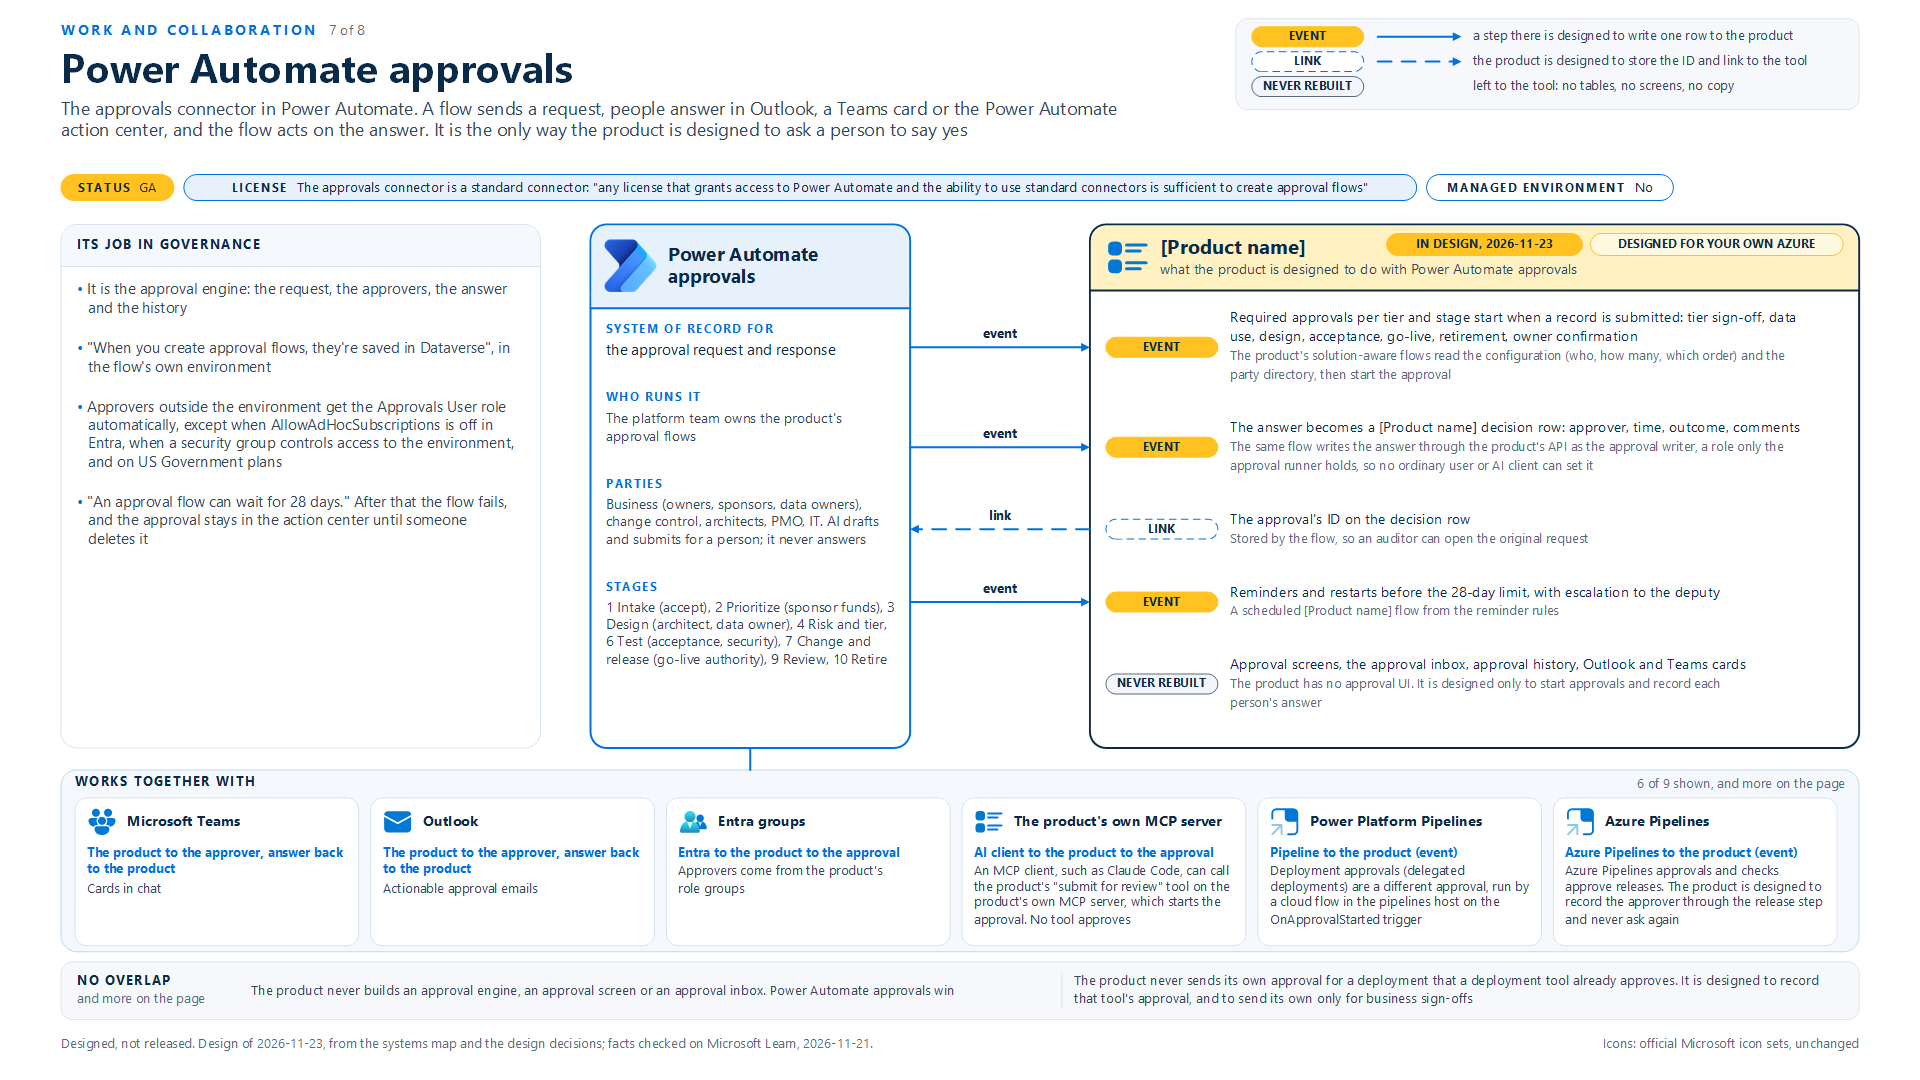 WORK AND COLLABORATION 7 of 8
Power Automate approvals
The approvals connector in Power Automate. A flow sends a request, people answer in Outlook, a Teams card or the Power Automate
action center, and the flow acts on the answer. It is the only way the product is designed to ask a person to say yes
EVENT a step there is designed to write one row to the product
LINK the product is designed to store the ID and link to the tool
NEVER REBUILT left to the tool: no tables, no screens, no copy
STATUS GA
LICENSE The approvals connector is a standard connector: "any license that grants access to Power Automate and the ability to use standard connectors is sufficient to create approval flows"
MANAGED ENVIRONMENT No
ITS JOB IN GOVERNANCE
• It is the approval engine: the request, the approvers, the answer
and the history
• "When you create approval flows, they're saved in Dataverse", in
the flow's own environment
• Approvers outside the environment get the Approvals User role
automatically, except when AllowAdHocSubscriptions is off in
Entra, when a security group controls access to the environment,
and on US Government plans
• "An approval flow can wait for 28 days." After that the flow fails,
and the approval stays in the action center until someone
deletes it
Power Automate
approvals
SYSTEM OF RECORD FOR
the approval request and response
WHO RUNS IT
The platform team owns the product's
approval flows
PARTIES
Business (owners, sponsors, data owners),
change control, architects, PMO, IT. AI drafts
and submits for a person; it never answers
STAGES
1 Intake (accept), 2 Prioritize (sponsor funds), 3
Design (architect, data owner), 4 Risk and tier,
6 Test (acceptance, security), 7 Change and
release (go-live authority), 9 Review, 10 Retire
event
event
link
event
[Product name]
what the product is designed to do with Power Automate approvals
IN DESIGN, 2026-11-23
DESIGNED FOR YOUR OWN AZURE
EVENT
Required approvals per tier and stage start when a record is submitted: tier sign-off, data
use, design, acceptance, go-live, retirement, owner confirmation
The product's solution-aware flows read the configuration (who, how many, which order) and the
party directory, then start the approval
EVENT
The answer becomes a [Product name] decision row: approver, time, outcome, comments
The same flow writes the answer through the product's API as the approval writer, a role only the
approval runner holds, so no ordinary user or AI client can set it
LINK
The approval's ID on the decision row
Stored by the flow, so an auditor can open the original request
EVENT
Reminders and restarts before the 28-day limit, with escalation to the deputy
A scheduled [Product name] flow from the reminder rules
NEVER REBUILT
Approval screens, the approval inbox, approval history, Outlook and Teams cards
The product has no approval UI. It is designed only to start approvals and record each
person's answer
WORKS TOGETHER WITH
6 of 9 shown, and more on the page
Microsoft Teams
The product to the approver, answer back
to the product
Cards in chat
Outlook
The product to the approver, answer back
to the product
Actionable approval emails
Entra groups
Entra to the product to the approval
Approvers come from the product's
role groups
The product's own MCP server
AI client to the product to the approval
An MCP client, such as Claude Code, can call
the product's "submit for review" tool on the
product's own MCP server, which starts the
approval. No tool approves
Power Platform Pipelines
Pipeline to the product (event)
Deployment approvals (delegated
deployments) are a different approval, run by
a cloud flow in the pipelines host on the
OnApprovalStarted trigger
Azure Pipelines
Azure Pipelines to the product (event)
Azure Pipelines approvals and checks
approve releases. The product is designed to
record the approver through the release step
and never ask again
NO OVERLAP
and more on the page
The product never builds an approval engine, an approval screen or an approval inbox. Power Automate approvals win
The product never sends its own approval for a deployment that a deployment tool already approves. It is designed to record
that tool's approval, and to send its own only for business sign-offs
Designed, not released. Design of 2026-11-23, from the systems map and the design decisions; facts checked on Microsoft Learn, 2026-11-21.
Icons: official Microsoft icon sets, unchanged